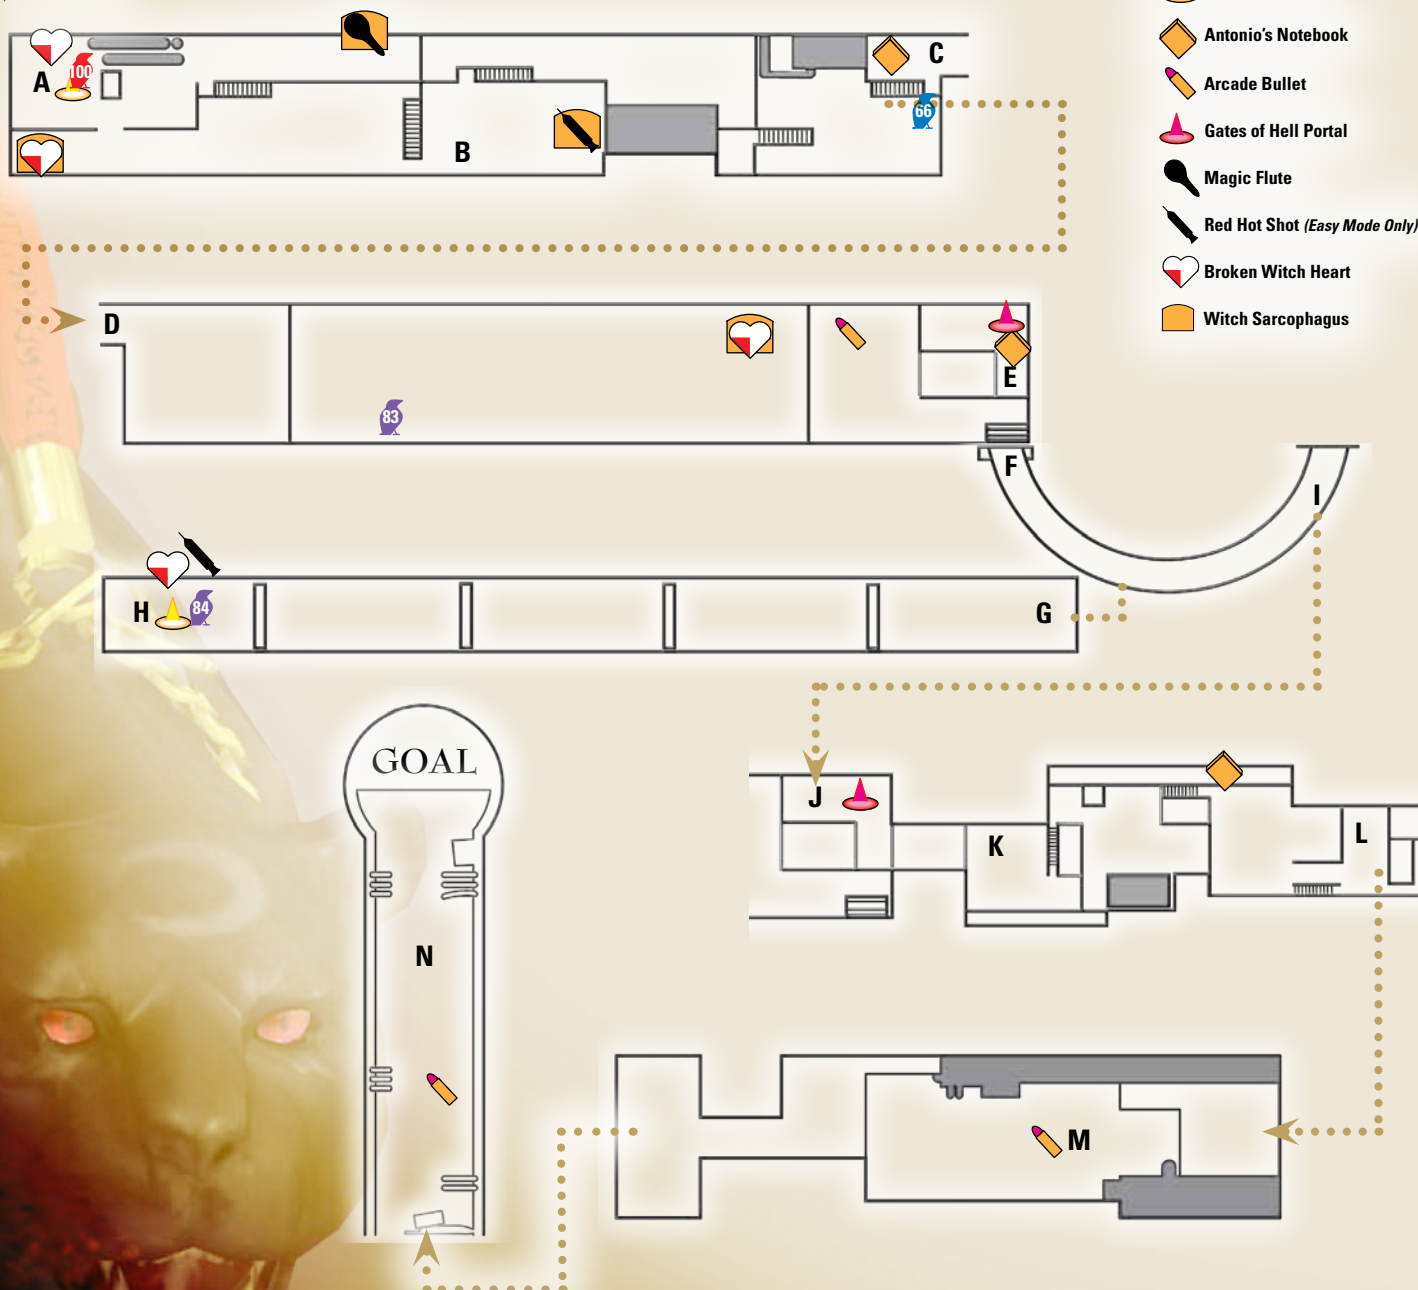 Antonio's Notebook
Arcade Bullet
Gates of Hell Portal
Magic Flute
Red Hot Shot (Easy Mode Only)
Broken Witch Heart
Witch Sarcophagus
A
100
B
C
66
D
83
E
F
I
H
84
G
GOAL
J
K
L
N
M